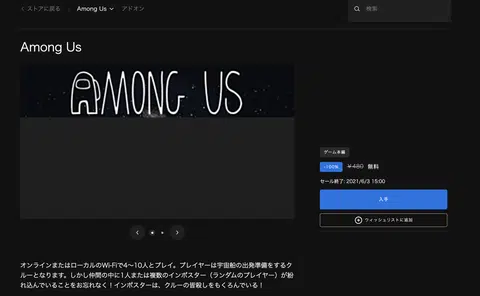 ストアに戻る Among Us アドオン
検索
Among Us
AMONG US
ゲーム本編
-100% ¥480 無料
セール終了: 2021/6/3 15:00
入手
ウィッシュリストに追加
オンラインまたはローカルのWi-Fiで4~10人とプレイ。プレイヤーは宇宙船の出発準備をするク
ルーとなります。しかし仲間の中に1人または複数のインポスター(ランダムのプレイヤー)が紛
れ込んでいることをお忘れなく!インポスターは、クルーの皆殺しをもくろんでいる!